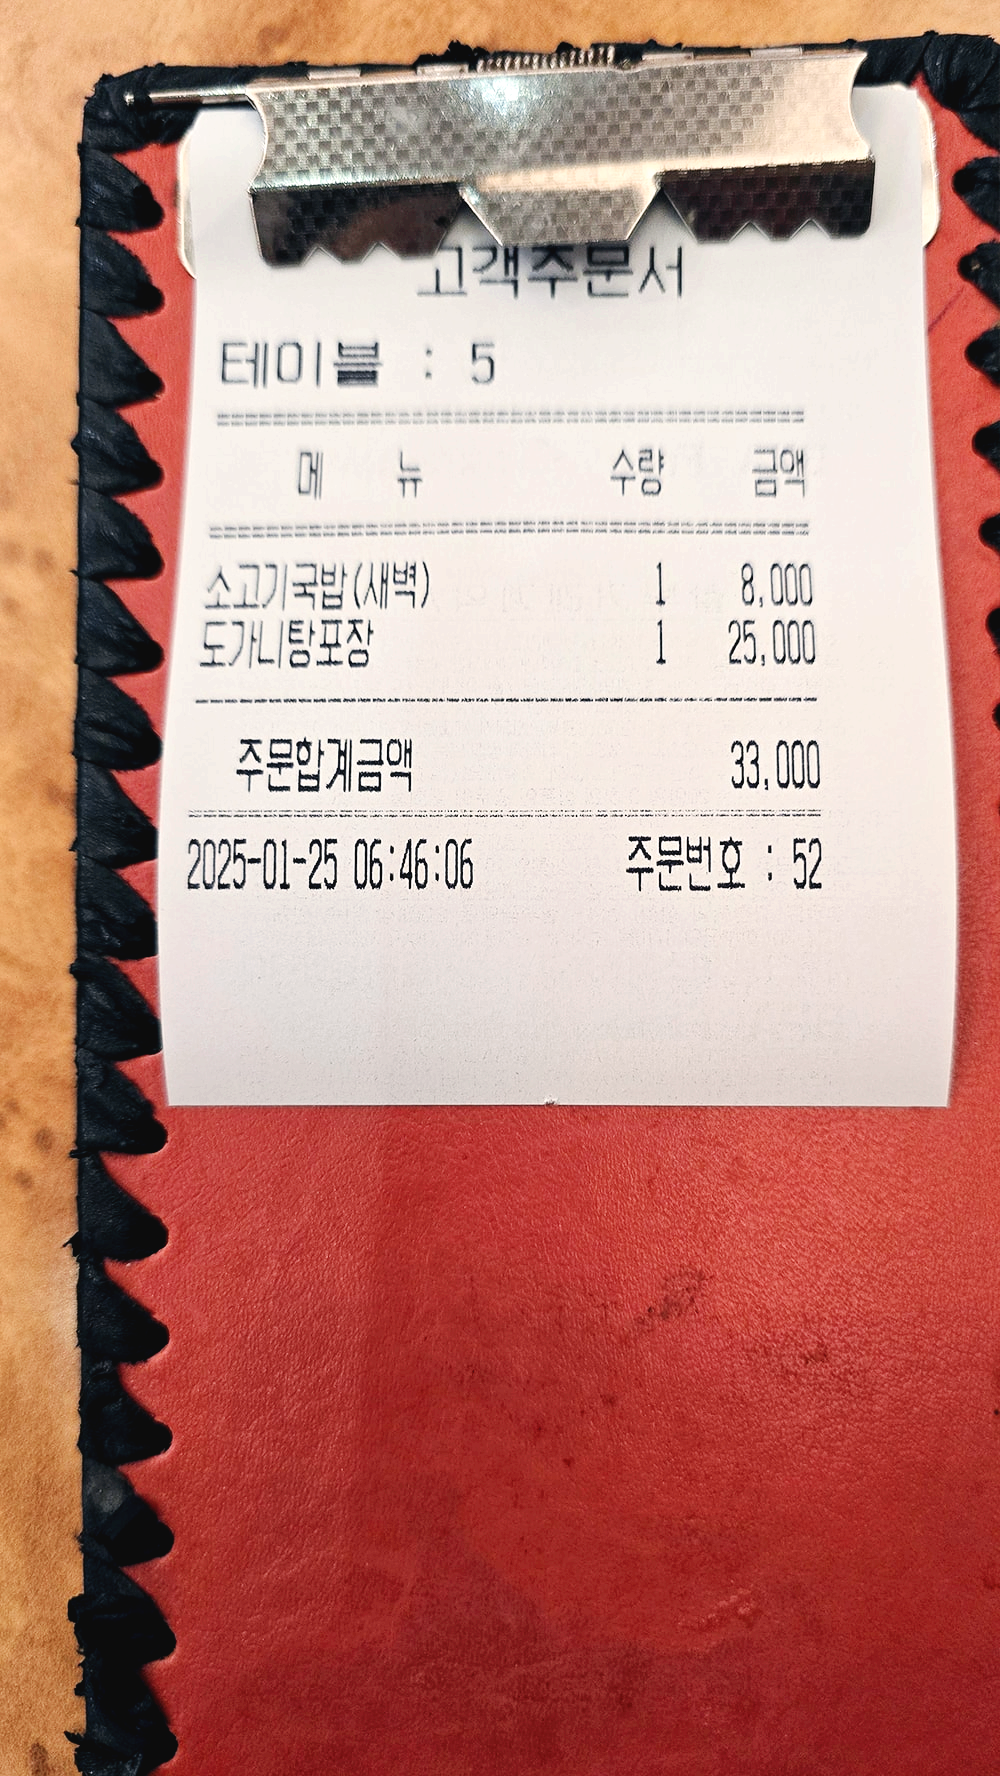 고객주문서
테이블 : 5
메 뉴 수량 금액
소고기국밥(새벽) 1 8,000
도가니탕포장 1 25,000
주문합계금액 33,000
2025-01-25 06:46:06 주문번호 : 52